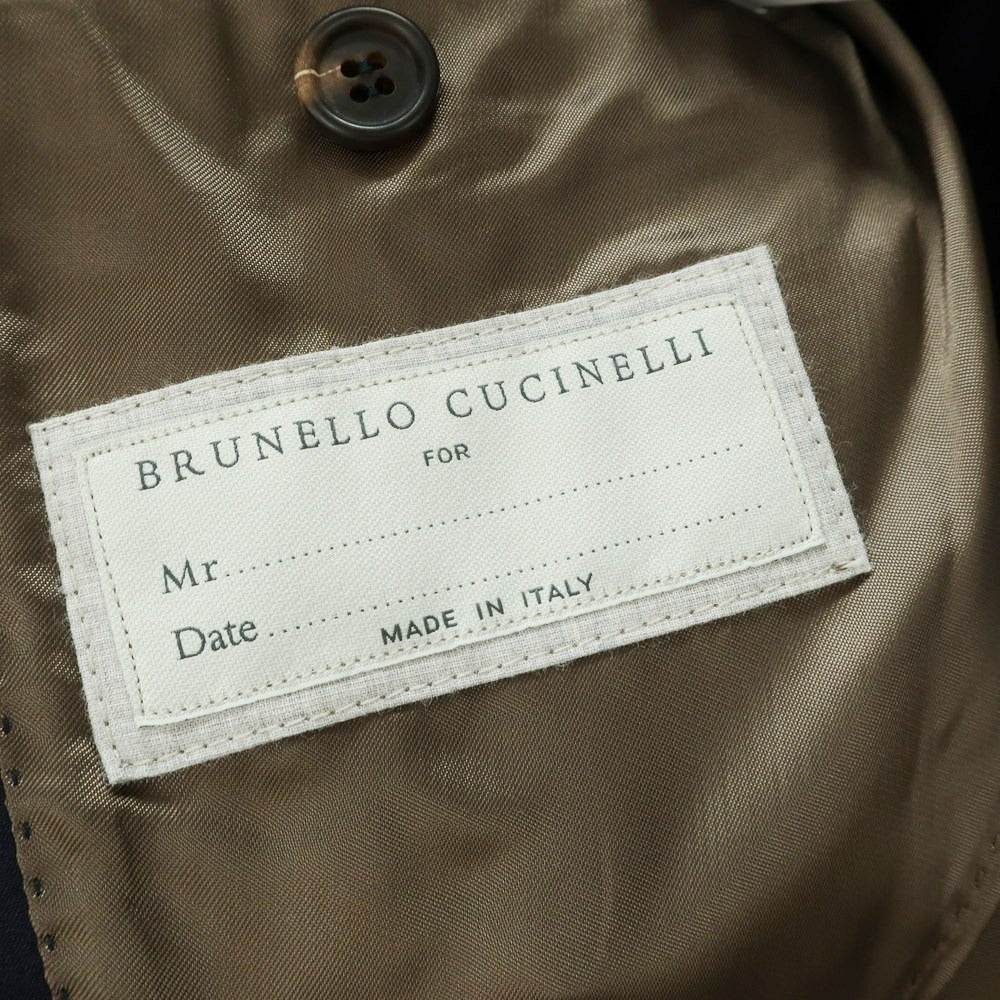 BRUNELLO CUCINELLI
FOR
Mr..............................
Date..............................
MADE IN ITALY